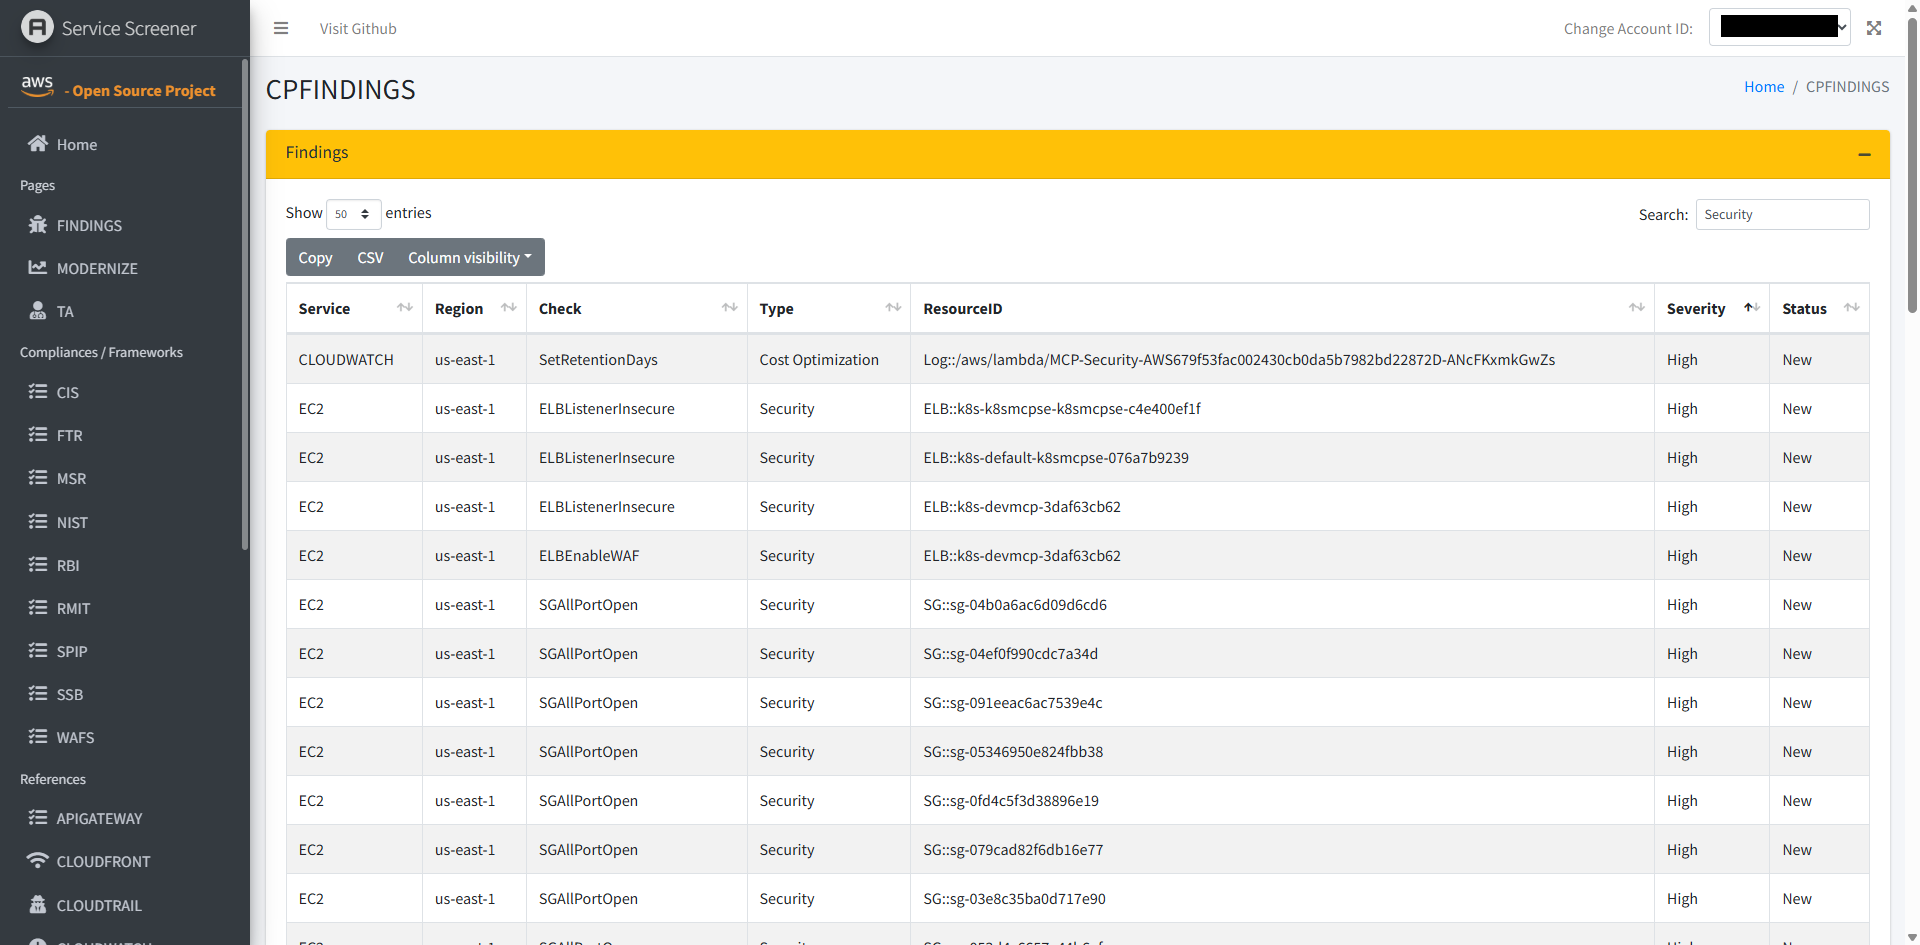 Service Screener
aws - Open Source Project
Home
Pages
FINDINGS
MODERNIZE
TA
Compliances / Frameworks
CIS
FTR
MSR
NIST
RBI
RMIT
SPIP
SSB
WAFS
References
APIGATEWAY
CLOUDFRONT
CLOUDTRAIL
Visit Github
Change Account ID:
CPFINDINGS
Home / CPFINDINGS
Findings
Show 50 entries
Search: Security
Copy CSV Column visibility
Service Region Check Type ResourceID Severity Status
CLOUDWATCH us-east-1 SetRetentionDays Cost Optimization Log::/aws/lambda/MCP-Security-AWS679f53fac002430cb0da5b7982bd22872D-ANcFKxmkGwZs High New
EC2 us-east-1 ELBListenerInsecure Security ELB::k8s-k8smcpse-k8smcpse-c4e400ef1f High New
EC2 us-east-1 ELBListenerInsecure Security ELB::k8s-default-k8smcpse-076a7b9239 High New
EC2 us-east-1 ELBListenerInsecure Security ELB::k8s-devmcp-3daf63cb62 High New
EC2 us-east-1 ELBEnableWAF Security ELB::k8s-devmcp-3daf63cb62 High New
EC2 us-east-1 SGAllPortOpen Security SG::sg-04b0a6ac6d09d6cd6 High New
EC2 us-east-1 SGAllPortOpen Security SG::sg-04ef0f990cdc7a34d High New
EC2 us-east-1 SGAllPortOpen Security SG::sg-091eeac6ac7539e4c High New
EC2 us-east-1 SGAllPortOpen Security SG::sg-05346950e824fbb38 High New
EC2 us-east-1 SGAllPortOpen Security SG::sg-0fd4c5f3d38896e19 High New
EC2 us-east-1 SGAllPortOpen Security SG::sg-079cad82f6db16e77 High New
EC2 us-east-1 SGAllPortOpen Security SG::sg-03e8c35ba0d717e90 High New